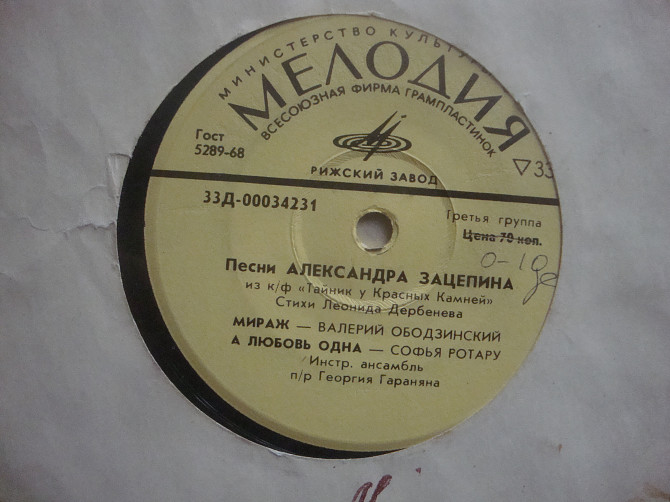 МИНИСТЕРСТВО КУЛЬТУ
МЕЛОДИЯ
ВСЕСОЮЗНАЯ ФИРМА ГРАМПЛАСТИНОК
Гост
5289-68
РИЖСКИЙ ЗАВОД
▽33
33Д-00034231
Третья группа
Цена 70 коп.
0-10
Песни АЛЕКСАНДРА ЗАЦЕПИНА
из к/ф «Тайник у Красных Камней»
Стихи Леонида Дербенева
МИРАЖ — ВАЛЕРИЙ ОБОДЗИНСКИЙ
А ЛЮБОВЬ ОДНА — СОФЬЯ РОТАРУ
Инстр. ансамбль
п/р Георгия Гараняна